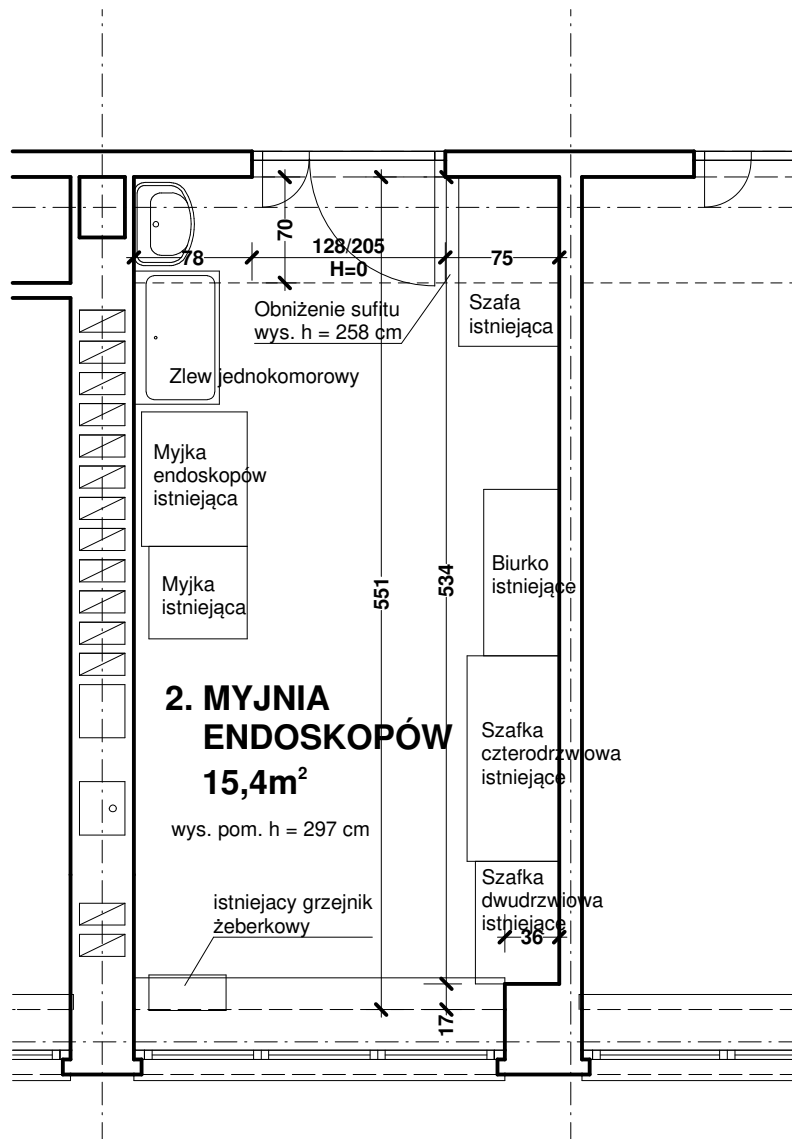 70
78
128/205
H=0
75
Obniżenie sufitu
wys. h = 258 cm
Szafa
istniejąca
Zlew jednokomorowy
Myjka
endoskopów
istniejąca
Myjka
istniejąca
551
534
Biurko
istniejące
2. MYJNIA
ENDOSKOPÓW
15,4m²
wys. pom. h = 297 cm
Szafka
czterodrzwiowa
istniejące
Szafka
dwudrzwiowa
istniejące
istniejacy grzejnik
żeberkowy
36
17